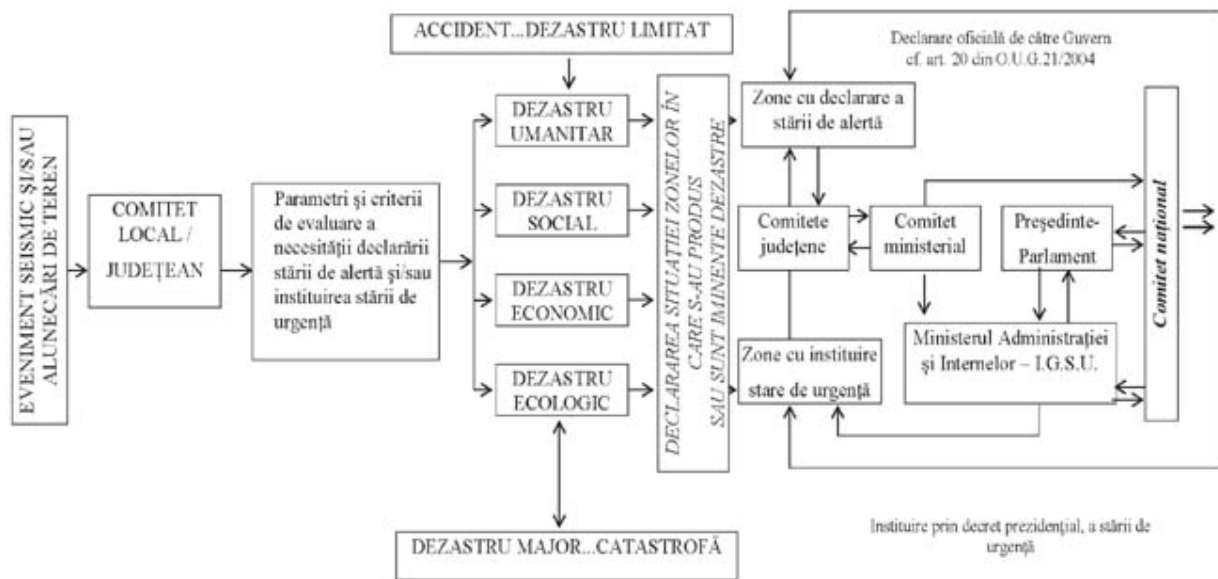 ACCIDENT...DEZASTRU LIMITAT
EVENIMENT SEISMIC ŞI/SAU
ALUNECĂRI DE TEREN
COMITET
LOCAL /
JUDEŢEAN
Parametri şi criterii
de evaluare a
necesităţii declarării
stării de alertă şi/sau
instituirea stării de
urgenţă
DEZASTRU
UMANITAR
DEZASTRU
SOCIAL
DEZASTRU
ECONOMIC
DEZASTRU
ECOLOGIC
DEZASTRU MAJOR...CATASTROFĂ
DECLARAREA SITUAŢIEI ZONELOR ÎN
CARE S-AU PRODUS
SAU SUNT IMINENTE DEZASTRE
Declarare oficială de către Guvern
cf. art. 20 din O.U.G.21/2004
Zone cu declarare a
stării de alertă
Comitete
judeţene
Comitet
ministerial
Preşedinte-
Parlament
Zone cu instituire
stare de urgenţă
Ministerul Administraţiei
şi Internelor – I.G.S.U.
Comitet naţional
Instituire prin decret prezidenţial, a stării de
urgenţă